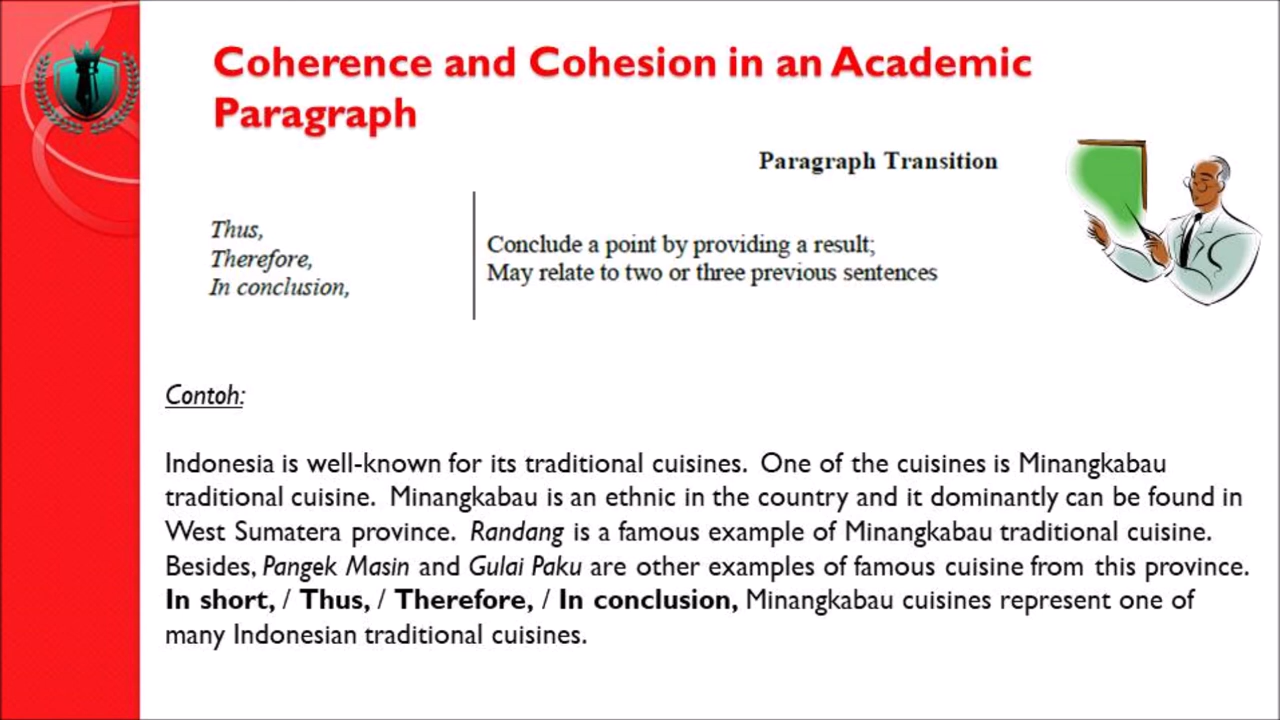 Coherence and Cohesion in an Academic
Paragraph
Paragraph Transition
Thus,
Therefore,
In conclusion,
Conclude a point by providing a result;
May relate to two or three previous sentences
Contoh:
Indonesia is well-known for its traditional cuisines. One of the cuisines is Minangkabau
traditional cuisine. Minangkabau is an ethnic in the country and it dominantly can be found in
West Sumatera province. Randang is a famous example of Minangkabau traditional cuisine.
Besides, Pangek Masin and Gulai Paku are other examples of famous cuisine from this province.
In short, / Thus, / Therefore, / In conclusion, Minangkabau cuisines represent one of
many Indonesian traditional cuisines.